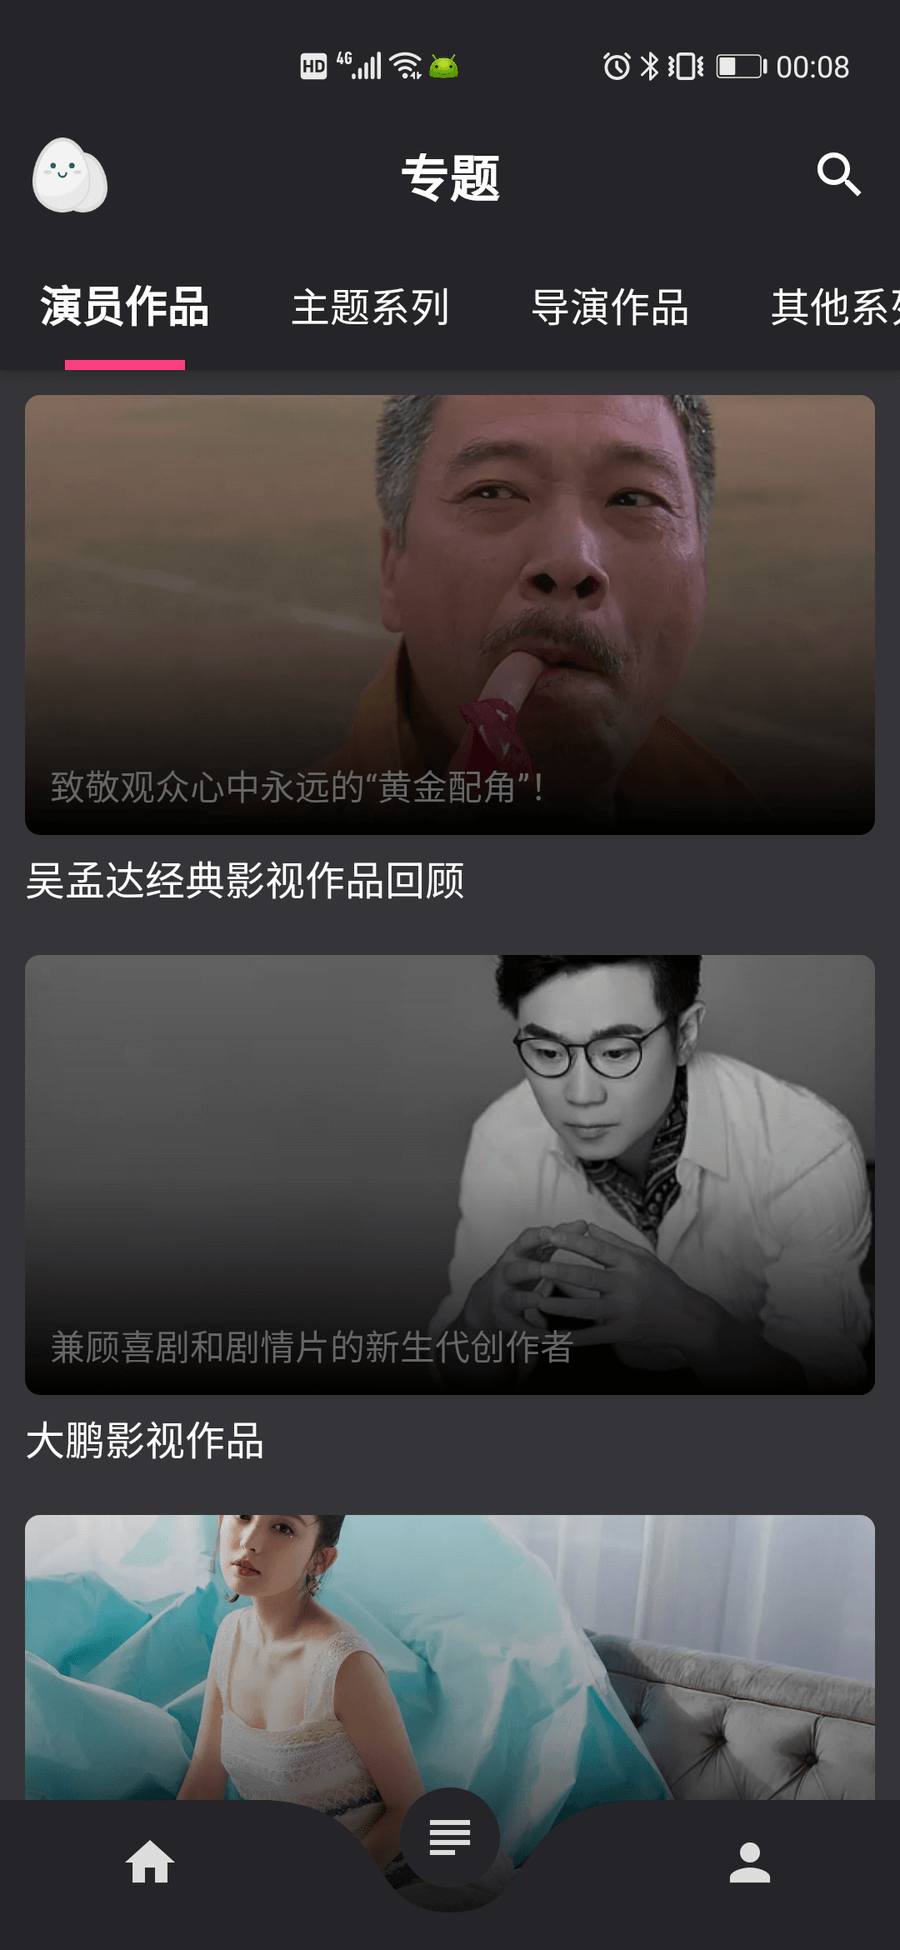 HD 4G 00:08
专题
演员作品 主题系列 导演作品 其他系
致敬观众心中永远的“黄金配角”！
吴孟达经典影视作品回顾
兼顾喜剧和剧情片的新生代创作者
大鹏影视作品